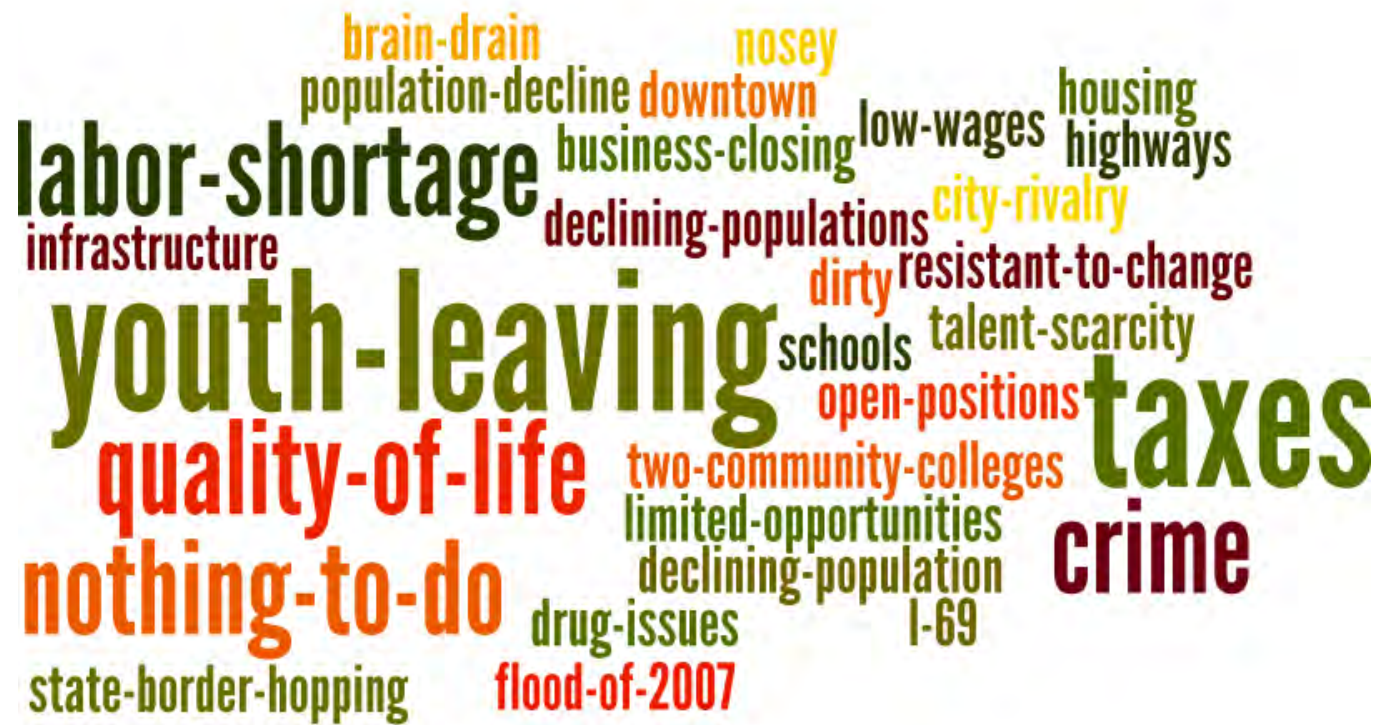 brain-drain
nosey
population-decline
downtown
housing
labor-shortage
business-closing
low-wages
highways
infrastructure
declining-populations
city-rivalry
dirty
resistant-to-change
youth-leaving
schools
talent-scarcity
open-positions
taxes
quality-of-life
two-community-colleges
limited-opportunities
crime
nothing-to-do
declining-population
drug-issues
I-69
state-border-hopping
flood-of-2007